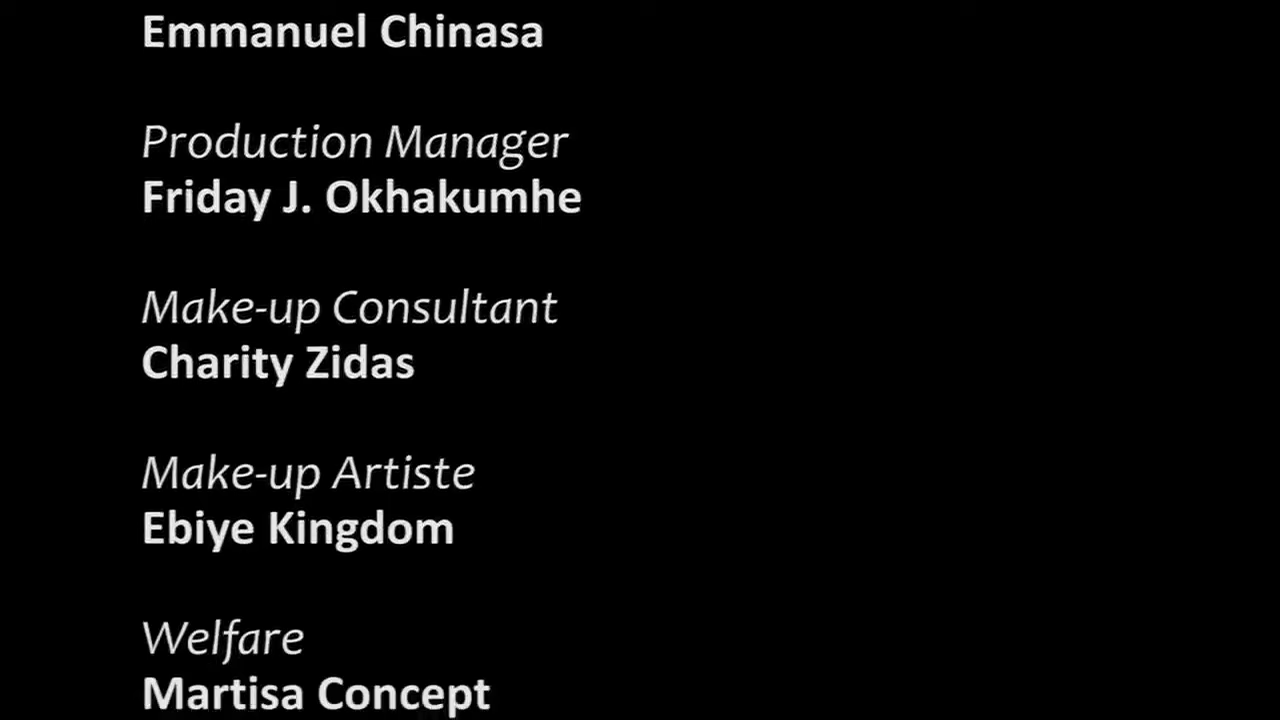 Emmanuel Chinasa
Production Manager
Friday J. Okhakumhe
Make-up Consultant
Charity Zidas
Make-up Artiste
Ebiye Kingdom
Welfare
Martisa Concept